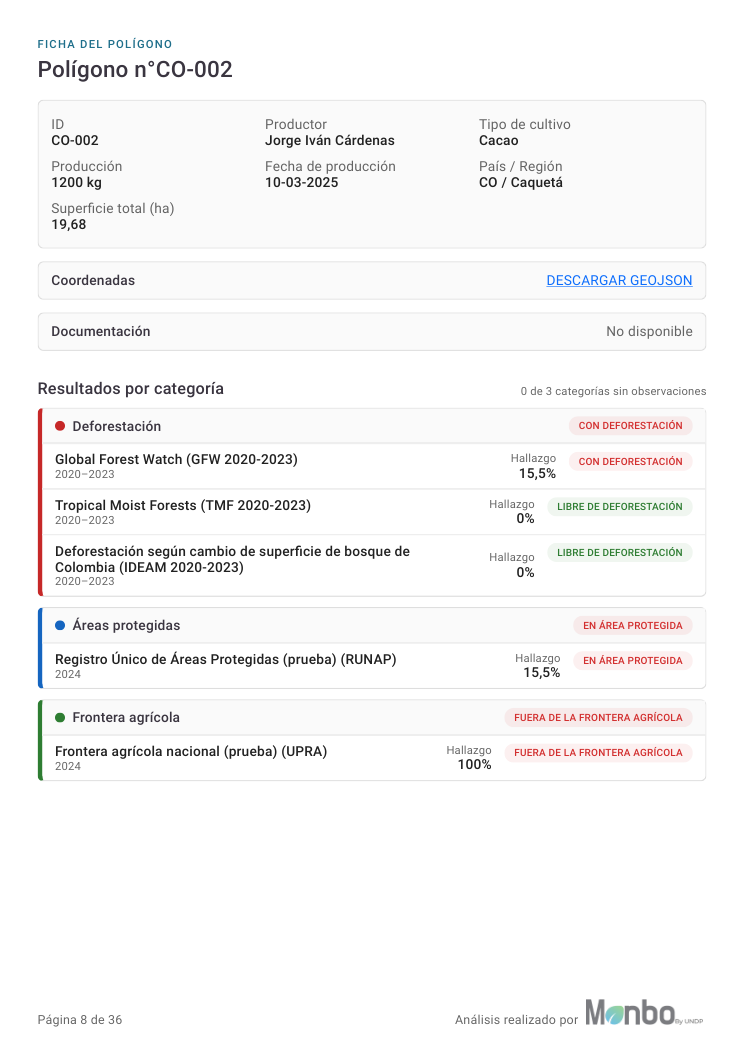 FICHA DEL POLÍGONO
Polígono n°CO-002
ID
CO-002
Productor
Jorge Iván Cárdenas
Tipo de cultivo
Cacao
Producción
1200 kg
Fecha de producción
10-03-2025
País / Región
CO / Caquetá
Superficie total (ha)
19,68
Coordenadas
DESCARGAR GEOJSON
Documentación
No disponible
Resultados por categoría
0 de 3 categorías sin observaciones
Deforestación
CON DEFORESTACIÓN
Global Forest Watch (GFW 2020-2023)
2020–2023
Hallazgo
15,5%
CON DEFORESTACIÓN
Tropical Moist Forests (TMF 2020-2023)
2020–2023
Hallazgo
0%
LIBRE DE DEFORESTACIÓN
Deforestación según cambio de superficie de bosque de
Colombia (IDEAM 2020-2023)
2020–2023
Hallazgo
0%
LIBRE DE DEFORESTACIÓN
Áreas protegidas
EN ÁREA PROTEGIDA
Registro Único de Áreas Protegidas (prueba) (RUNAP)
2024
Hallazgo
15,5%
EN ÁREA PROTEGIDA
Frontera agrícola
FUERA DE LA FRONTERA AGRÍCOLA
Frontera agrícola nacional (prueba) (UPRA)
2024
Hallazgo
100%
FUERA DE LA FRONTERA AGRÍCOLA
Página 8 de 36
Análisis realizado por
Monbo
By UNDP